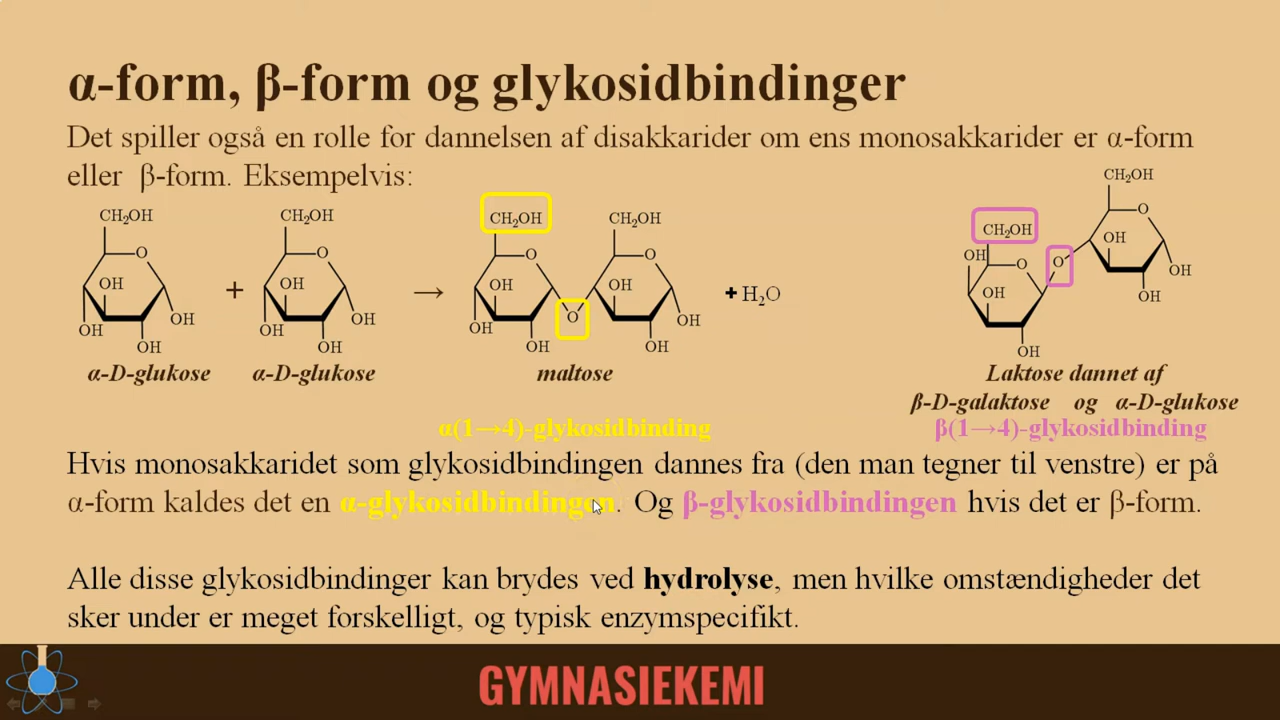 α-form, β-form og glykosidbindinger
Det spiller også en rolle for dannelsen af disakkarider om ens monosakkarider er α-form
eller β-form. Eksempelvis:
CH₂OH
O
OH
OH
OH
OH
α-D-glukose
+
CH₂OH
O
OH
OH
OH
OH
α-D-glukose
→
CH₂OH
O
OH
OH
OH
O
CH₂OH
O
OH
OH
OH
maltose
+ H₂O
α(1→4)-glykosidbinding
CH₂OH
OH
O
OH
OH
O
CH₂OH
O
OH
OH
OH
Laktose dannet af
β-D-galaktose og α-D-glukose
β(1→4)-glykosidbinding
Hvis monosakkaridet som glykosidbindingen dannes fra (den man tegner til venstre) er på
α-form kaldes det en α-glykosidbindingen. Og β-glykosidbindingen hvis det er β-form.
Alle disse glykosidbindinger kan brydes ved hydrolyse, men hvilke omstændigheder det
sker under er meget forskelligt, og typisk enzymspecifikt.
GYMNASIEKEMI